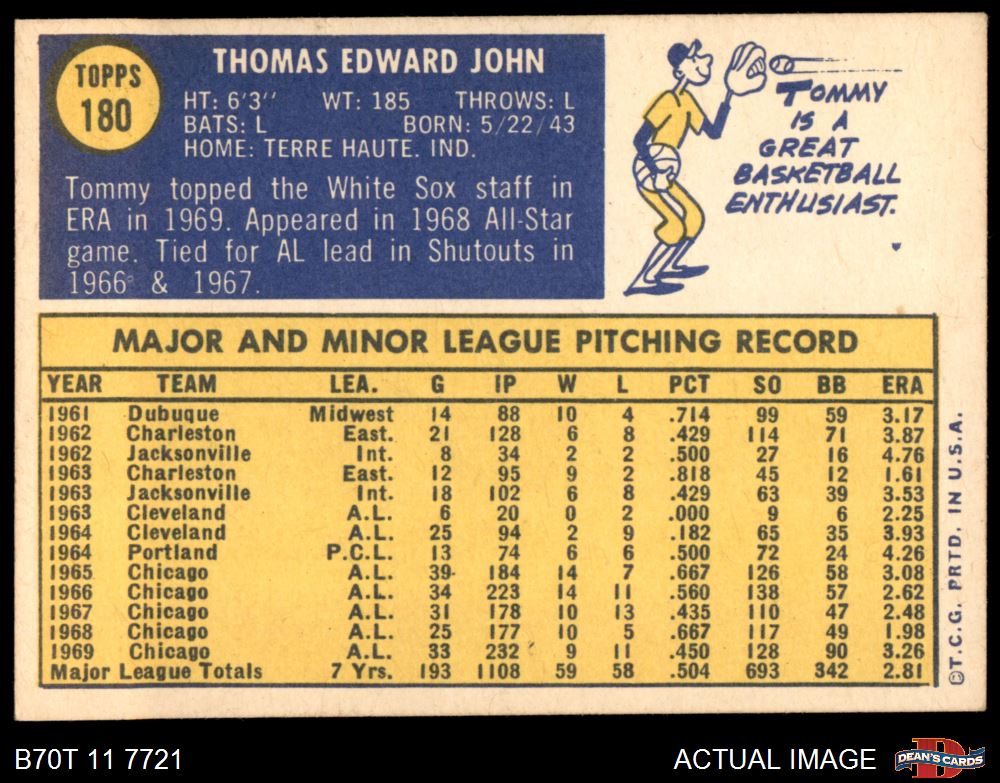 TOPPS
180
THOMAS EDWARD JOHN
HT: 6'3'' WT: 185 THROWS: L
BATS: L BORN: 5/22/43
HOME: TERRE HAUTE. IND.
Tommy topped the White Sox staff in
ERA in 1969. Appeared in 1968 All-Star
game. Tied for AL lead in Shutouts in
1966 & 1967.
TOMMY
IS A
GREAT
BASKETBALL
ENTHUSIAST.
MAJOR AND MINOR LEAGUE PITCHING RECORD
YEAR TEAM LEA. G IP W L PCT SO BB ERA
1961 Dubuque Midwest 14 88 10 4 .714 99 59 3.17
1962 Charleston East. 21 128 6 8 .429 114 71 3.87
1962 Jacksonville Int. 8 34 2 2 .500 27 16 4.76
1963 Charleston East. 12 95 9 2 .818 45 12 1.61
1963 Jacksonville Int. 18 102 6 8 .429 63 39 3.53
1963 Cleveland A.L. 6 20 0 2 .000 9 6 2.25
1964 Cleveland A.L. 25 94 2 9 .182 65 35 3.93
1964 Portland P.C.L. 13 74 6 6 .500 72 24 4.26
1965 Chicago A.L. 39 184 14 7 .667 126 58 3.08
1966 Chicago A.L. 34 223 14 11 .560 138 57 2.62
1967 Chicago A.L. 31 178 10 13 .435 110 47 2.48
1968 Chicago A.L. 25 177 10 5 .667 117 49 1.98
1969 Chicago A.L. 33 232 9 11 .450 128 90 3.26
Major League Totals 7 Yrs. 193 1108 59 58 .504 693 342 2.81
©T.C.G. PRTD. IN U.S.A.
B70T 11 7721
ACTUAL IMAGE
D
DEAN'S CARDS